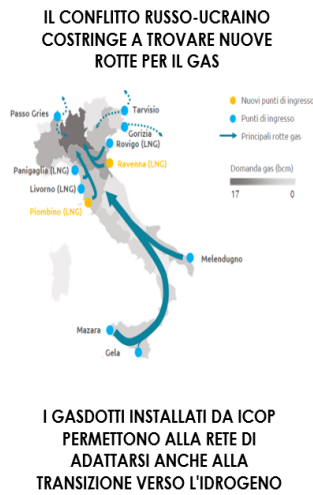 IL CONFLITTO RUSSO-UCRAINO
COSTRINGE A TROVARE NUOVE
ROTTE PER IL GAS
Passo Gries
Tarvisio
Gorizia
Rovigo (LNG)
Ravenna (LNG)
Panigaglia (LNG)
Livorno (LNG)
Piombino (LNG)
Nuovi punti di ingresso
Punti di ingresso
Principali rotte gas
Domanda gas (bcm)
17 0
Melendugno
Mazara
Gela
I GASDOTTI INSTALLATI DA ICOP
PERMETTONO ALLA RETE DI
ADATTARSI ANCHE ALLA
TRANSIZIONE VERSO L'IDROGENO